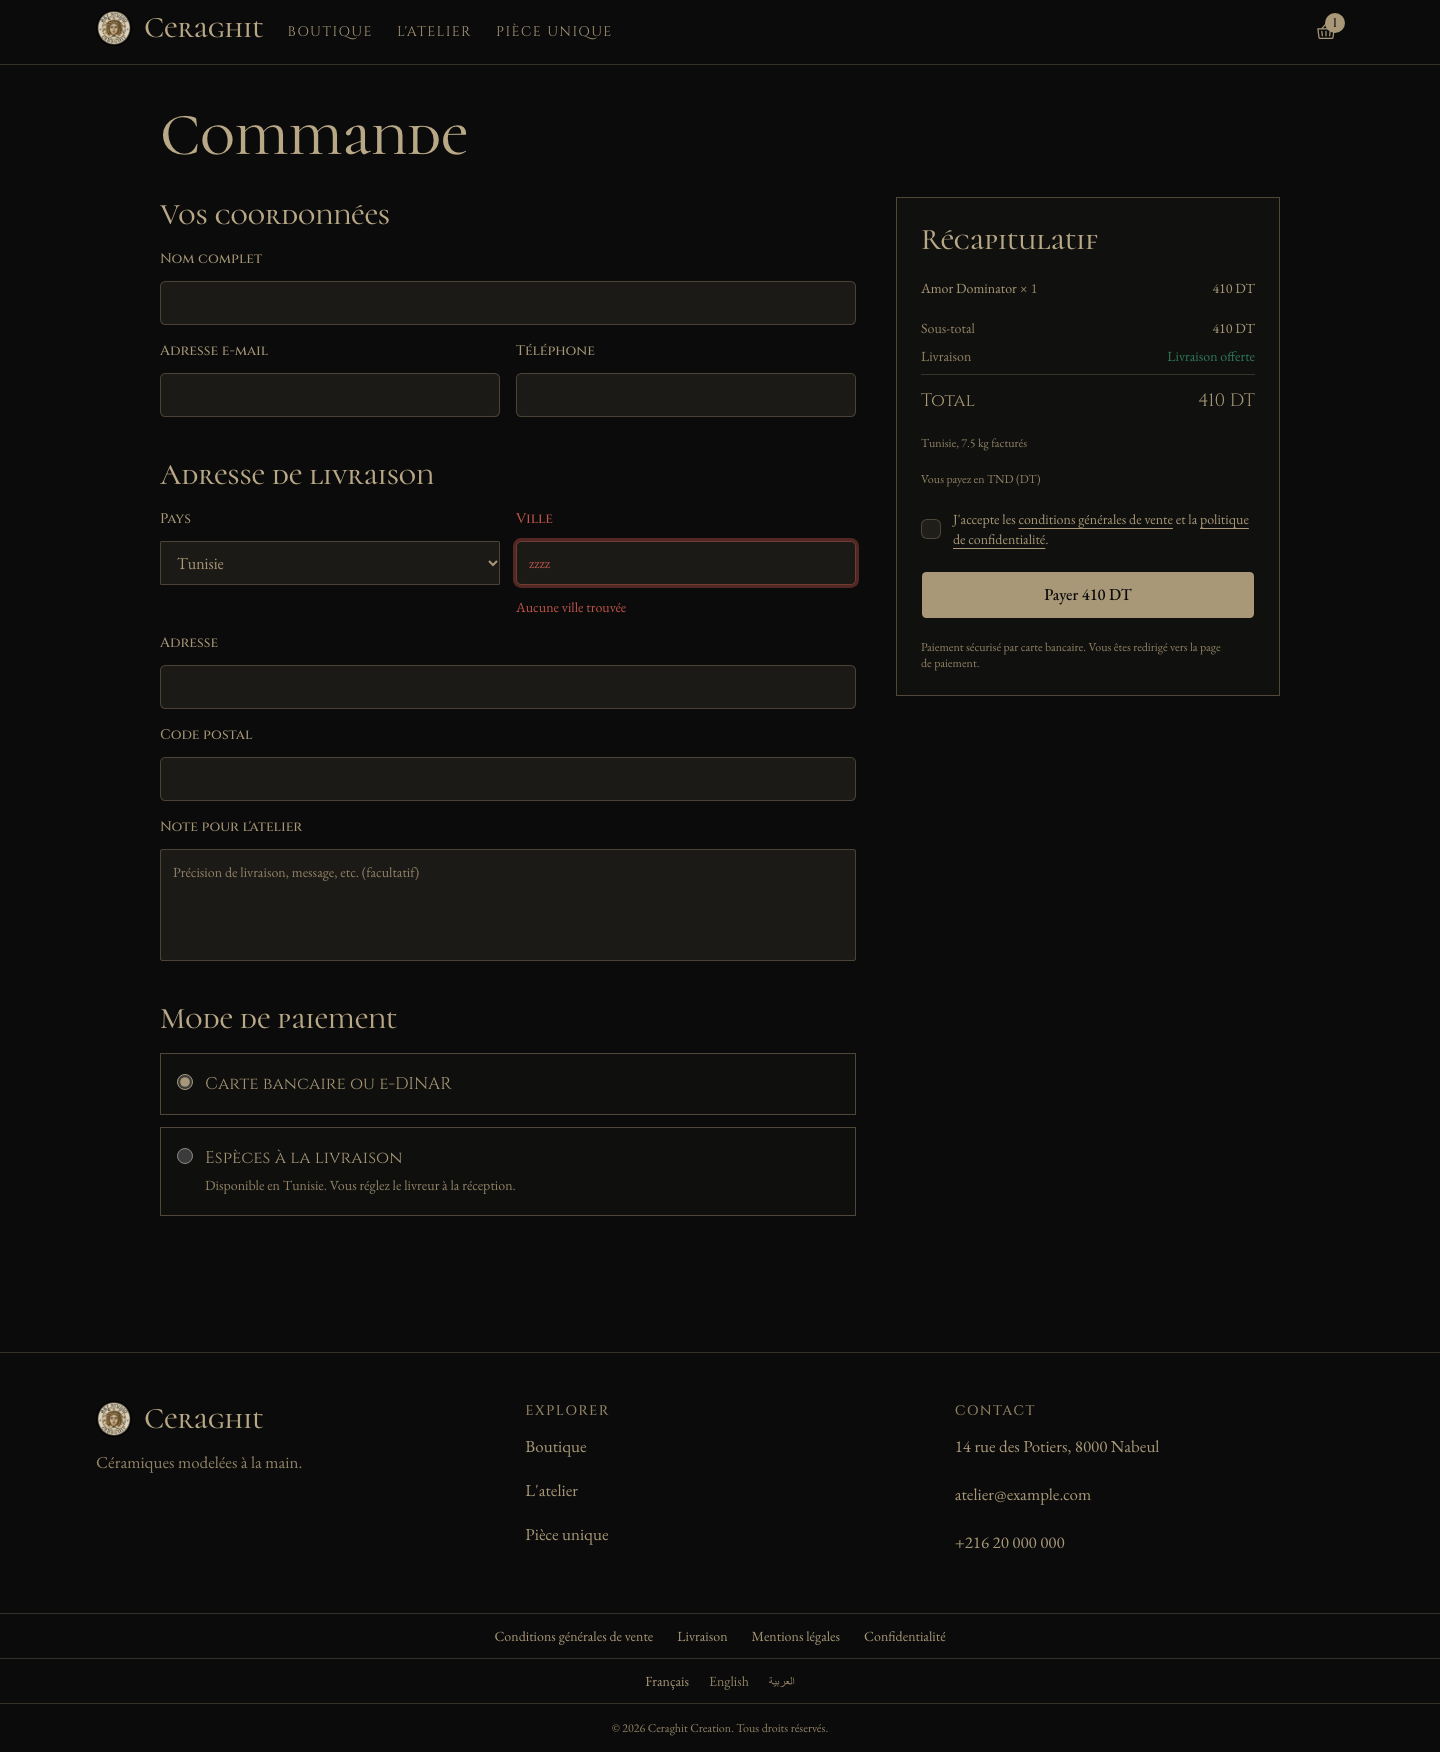 Ceraghit
BOUTIQUE
L'ATELIER
PIÈCE UNIQUE
1
Commande
Vos coordonnées
Nom complet
Adresse e-mail
Téléphone
Adresse de livraison
Pays
Ville
Tunisie
zzzz
Aucune ville trouvée
Adresse
Code postal
Note pour l'atelier
Précision de livraison, message, etc. (facultatif)
Mode de paiement
Carte bancaire ou e-DINAR
Espèces à la livraison
Disponible en Tunisie. Vous réglez le livreur à la réception.
Récapitulatif
Amor Dominator × 1 410 DT
Sous-total 410 DT
Livraison Livraison offerte
Total 410 DT
Tunisie, 7.5 kg facturés
Vous payez en TND (DT)
J'accepte les conditions générales de vente et la politique
de confidentialité.
Payer 410 DT
Paiement sécurisé par carte bancaire. Vous êtes redirigé vers la page
de paiement.
Ceraghit
Céramiques modelées à la main.
EXPLORER
Boutique
L'atelier
Pièce unique
CONTACT
14 rue des Potiers, 8000 Nabeul
atelier@example.com
+216 20 000 000
Conditions générales de vente Livraison Mentions légales Confidentialité
Français English العربية
© 2026 Ceraghit Creation. Tous droits réservés.